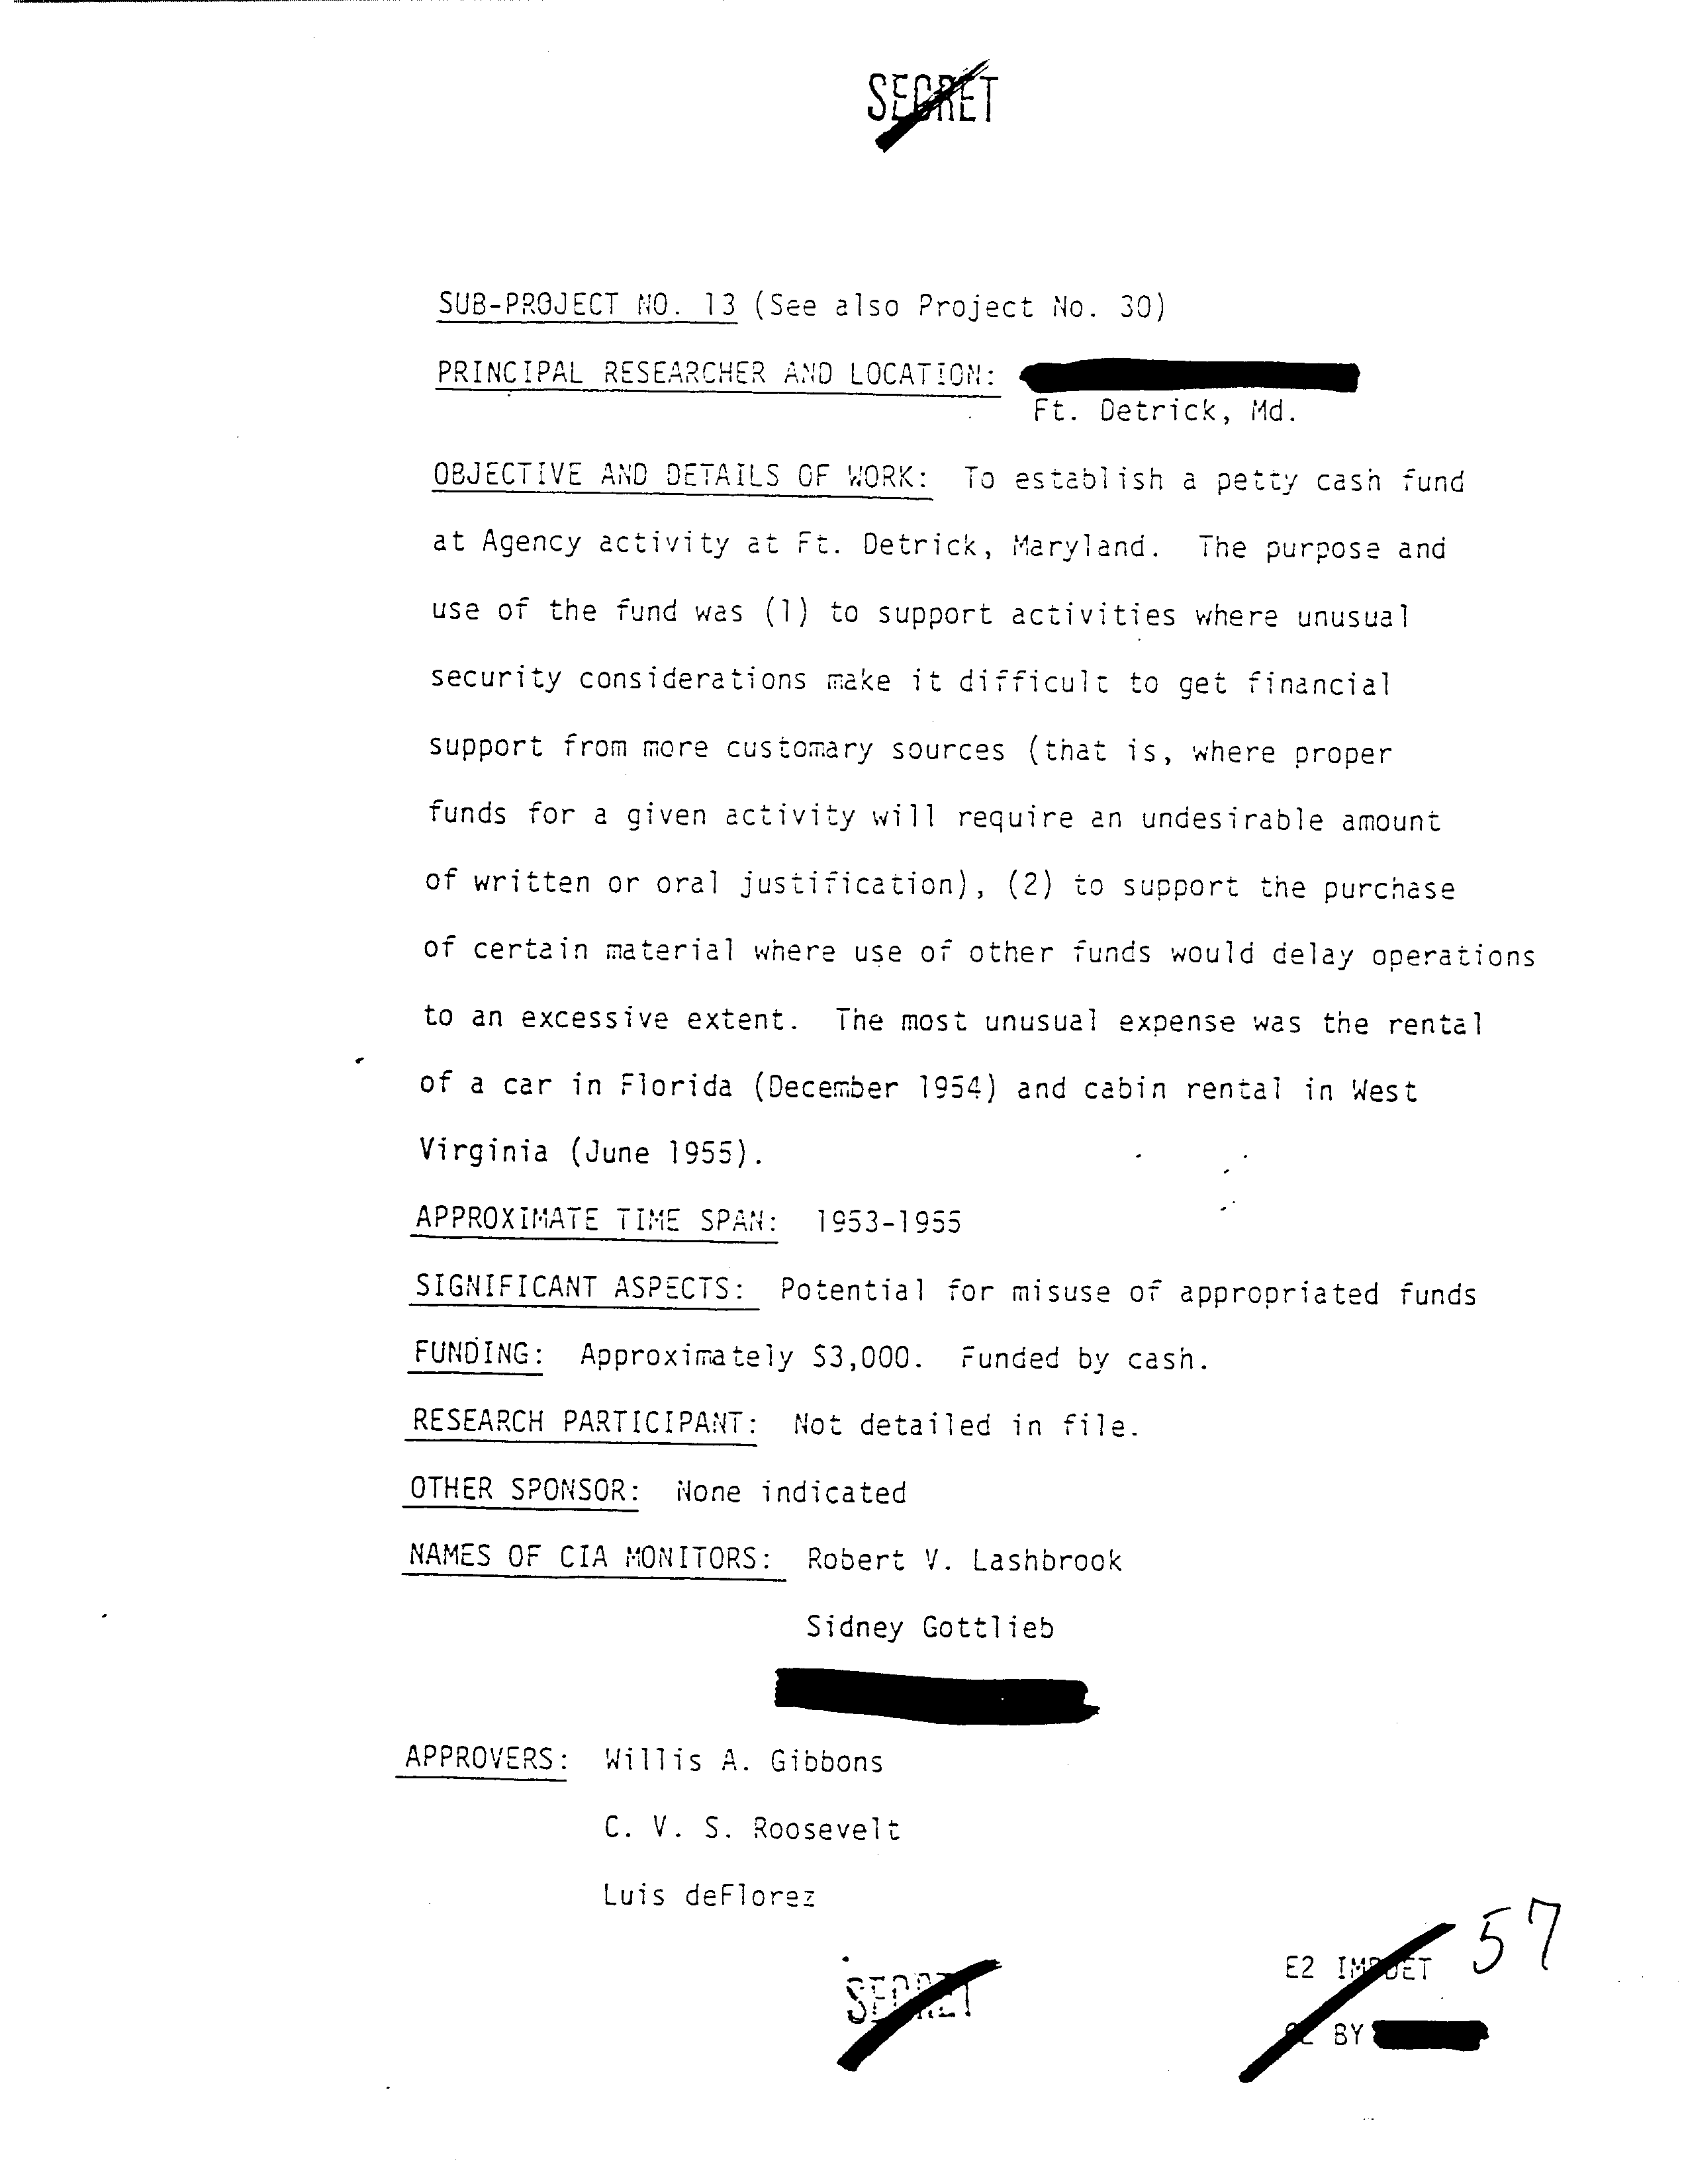 SECRET
SUB-PROJECT NO. 13 (See also Project No. 30)
PRINCIPAL RESEARCHER AND LOCATION:
Ft. Detrick, Md.
OBJECTIVE AND DETAILS OF WORK: To establish a petty cash fund
at Agency activity at Ft. Detrick, Maryland. The purpose and
use of the fund was (1) to support activities where unusual
security considerations make it difficult to get financial
support from more customary sources (that is, where proper
funds for a given activity will require an undesirable amount
of written or oral justification), (2) to support the purchase
of certain material where use of other funds would delay operations
to an excessive extent. The most unusual expense was the rental
of a car in Florida (December 1954) and cabin rental in West
Virginia (June 1955).
APPROXIMATE TIME SPAN: 1953-1955
SIGNIFICANT ASPECTS: Potential for misuse of appropriated funds
FUNDING: Approximately $3,000. Funded by cash.
RESEARCH PARTICIPANT: Not detailed in file.
OTHER SPONSOR: None indicated
NAMES OF CIA MONITORS: Robert V. Lashbrook
Sidney Gottlieb
APPROVERS: Willis A. Gibbons
C. V. S. Roosevelt
Luis deFlorez
57
E2 IMPDET
SECRET
CL BY